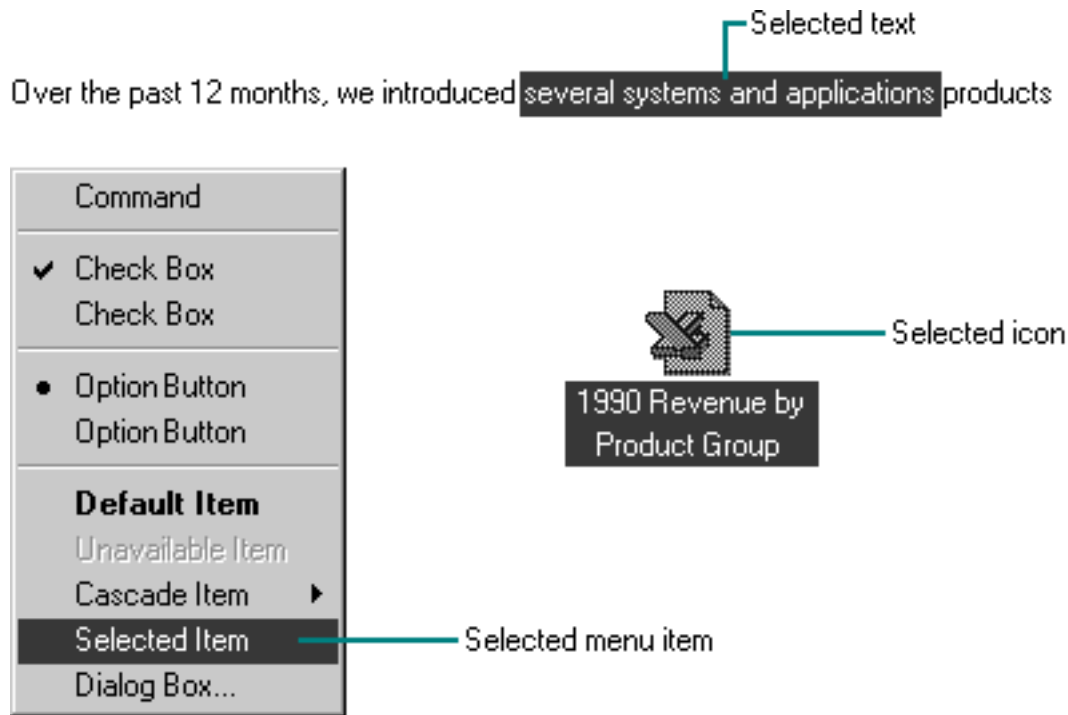 Selected text
Over the past 12 months, we introduced several systems and applications products
Command
Check Box
Check Box
Option Button
Option Button
Default Item
Unavailable Item
Cascade Item
Selected Item
Dialog Box...
Selected menu item
1990 Revenue by
Product Group
Selected icon